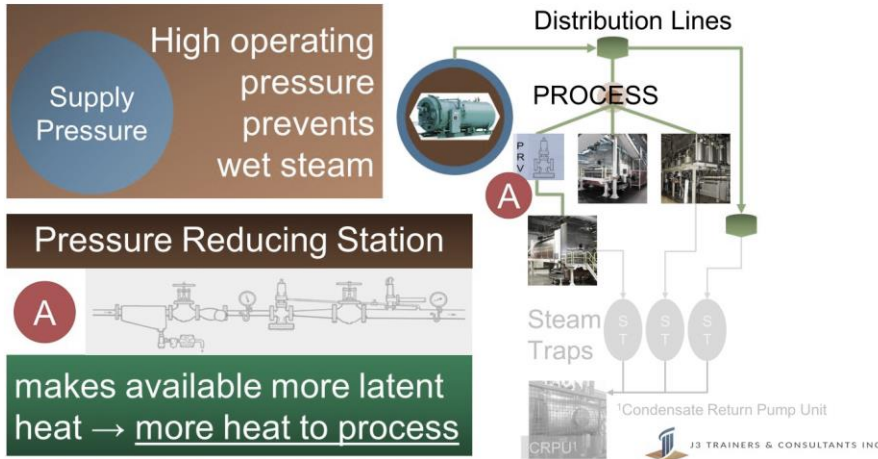 Supply
Pressure
High operating
pressure
prevents
wet steam
Pressure Reducing Station
A
makes available more latent
heat → more heat to process
Distribution Lines
PROCESS
P
R
V
A
Steam
Traps
S
T
S
T
S
T
¹Condensate Return Pump Unit
CRPU¹
J3 TRAINERS & CONSULTANTS INC